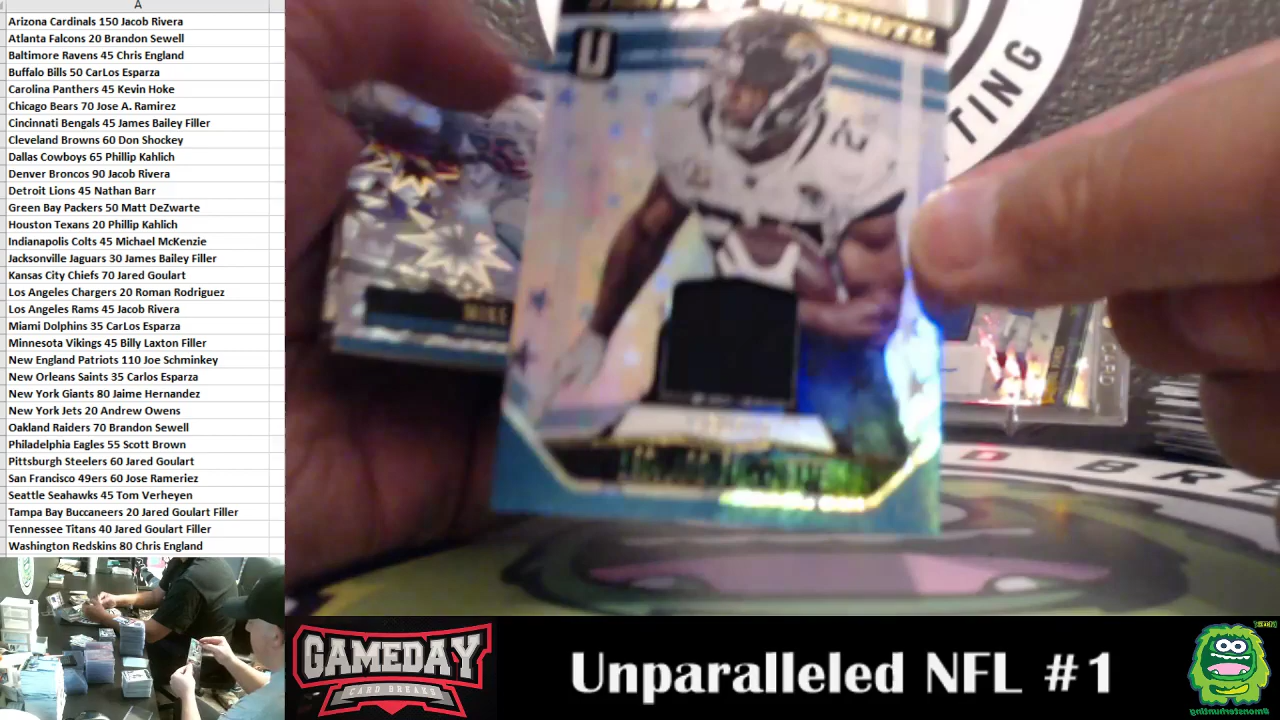 A
Arizona Cardinals 150 Jacob Rivera
Atlanta Falcons 20 Brandon Sewell
Baltimore Ravens 45 Chris England
Buffalo Bills 50 CarLos Esparza
Carolina Panthers 45 Kevin Hoke
Chicago Bears 70 Jose A. Ramirez
Cincinnati Bengals 45 James Bailey Filler
Cleveland Browns 60 Don Shockey
Dallas Cowboys 65 Phillip Kahlich
Denver Broncos 90 Jacob Rivera
Detroit Lions 45 Nathan Barr
Green Bay Packers 50 Matt DeZwarte
Houston Texans 20 Phillip Kahlich
Indianapolis Colts 45 Michael McKenzie
Jacksonville Jaguars 30 James Bailey Filler
Kansas City Chiefs 70 Jared Goulart
Los Angeles Chargers 20 Roman Rodriguez
Los Angeles Rams 45 Jacob Rivera
Miami Dolphins 35 CarLos Esparza
Minnesota Vikings 45 Billy Laxton Filler
New England Patriots 110 Joe Schminkey
New Orleans Saints 35 Carlos Esparza
New York Giants 80 Jaime Hernandez
New York Jets 20 Andrew Owens
Oakland Raiders 70 Brandon Sewell
Philadelphia Eagles 55 Scott Brown
Pittsburgh Steelers 60 Jared Goulart
San Francisco 49ers 60 Jose Rameriez
Seattle Seahawks 45 Tom Verheyen
Tampa Bay Buccaneers 20 Jared Goulart Filler
Tennessee Titans 40 Jared Goulart Filler
Washington Redskins 80 Chris England
U
2
MIKE
TING
CARD
D BRE
GAMEDAY
CARD BREAKS
Unparalleled NFL #1
#monsterhunting